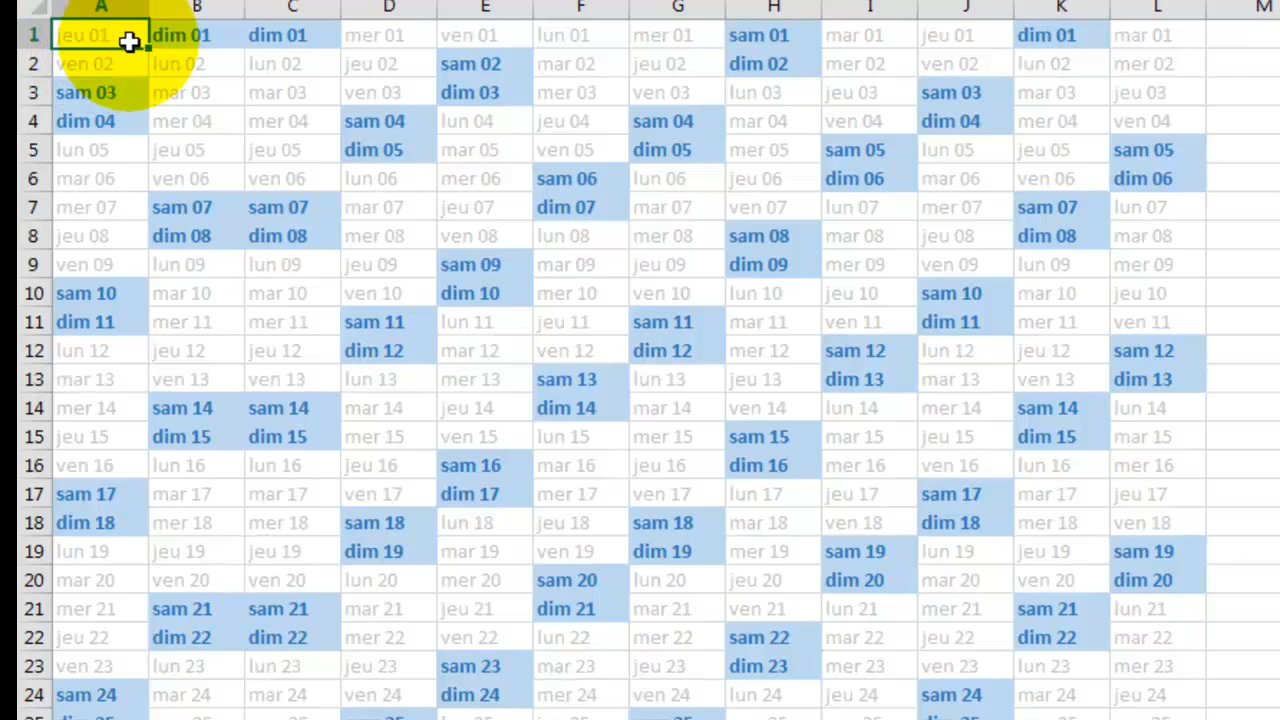 A B C D E F G H I J K L M
1 jeu 01 dim 01 dim 01 mer 01 ven 01 lun 01 mer 01 sam 01 mar 01 jeu 01 dim 01 mar 01
2 ven 02 lun 02 lun 02 jeu 02 sam 02 mar 02 jeu 02 dim 02 mer 02 ven 02 lun 02 mer 02
3 sam 03 mar 03 mar 03 ven 03 dim 03 mer 03 ven 03 lun 03 jeu 03 sam 03 mar 03 jeu 03
4 dim 04 mer 04 mer 04 sam 04 lun 04 jeu 04 sam 04 mar 04 ven 04 dim 04 mer 04 ven 04
5 lun 05 jeu 05 jeu 05 dim 05 mar 05 ven 05 dim 05 mer 05 sam 05 lun 05 jeu 05 sam 05
6 mar 06 ven 06 ven 06 lun 06 mer 06 sam 06 lun 06 jeu 06 dim 06 mar 06 ven 06 dim 06
7 mer 07 sam 07 sam 07 mar 07 jeu 07 dim 07 mar 07 ven 07 lun 07 mer 07 sam 07 lun 07
8 jeu 08 dim 08 dim 08 mer 08 ven 08 lun 08 mer 08 sam 08 mar 08 jeu 08 dim 08 mar 08
9 ven 09 lun 09 lun 09 jeu 09 sam 09 mar 09 jeu 09 dim 09 mer 09 ven 09 lun 09 mer 09
10 sam 10 mar 10 mar 10 ven 10 dim 10 mer 10 ven 10 lun 10 jeu 10 sam 10 mar 10 jeu 10
11 dim 11 mer 11 mer 11 sam 11 lun 11 jeu 11 sam 11 mar 11 ven 11 dim 11 mer 11 ven 11
12 lun 12 jeu 12 jeu 12 dim 12 mar 12 ven 12 dim 12 mer 12 sam 12 lun 12 jeu 12 sam 12
13 mar 13 ven 13 ven 13 lun 13 mer 13 sam 13 lun 13 jeu 13 dim 13 mar 13 ven 13 dim 13
14 mer 14 sam 14 sam 14 mar 14 jeu 14 dim 14 mar 14 ven 14 lun 14 mer 14 sam 14 lun 14
15 jeu 15 dim 15 dim 15 mer 15 ven 15 lun 15 mer 15 sam 15 mar 15 jeu 15 dim 15 mar 15
16 ven 16 lun 16 lun 16 jeu 16 sam 16 mar 16 jeu 16 dim 16 mer 16 ven 16 lun 16 mer 16
17 sam 17 mar 17 mar 17 ven 17 dim 17 mer 17 ven 17 lun 17 jeu 17 sam 17 mar 17 jeu 17
18 dim 18 mer 18 mer 18 sam 18 lun 18 jeu 18 sam 18 mar 18 ven 18 dim 18 mer 18 ven 18
19 lun 19 jeu 19 jeu 19 dim 19 mar 19 ven 19 dim 19 mer 19 sam 19 lun 19 jeu 19 sam 19
20 mar 20 ven 20 ven 20 lun 20 mer 20 sam 20 lun 20 jeu 20 dim 20 mar 20 ven 20 dim 20
21 mer 21 sam 21 sam 21 mar 21 jeu 21 dim 21 mar 21 ven 21 lun 21 mer 21 sam 21 lun 21
22 jeu 22 dim 22 dim 22 mer 22 ven 22 lun 22 mer 22 sam 22 mar 22 jeu 22 dim 22 mar 22
23 ven 23 lun 23 lun 23 jeu 23 sam 23 mar 23 jeu 23 dim 23 mer 23 ven 23 lun 23 mer 23
24 sam 24 mar 24 mar 24 ven 24 dim 24 mer 24 ven 24 lun 24 jeu 24 sam 24 mar 24 jeu 24